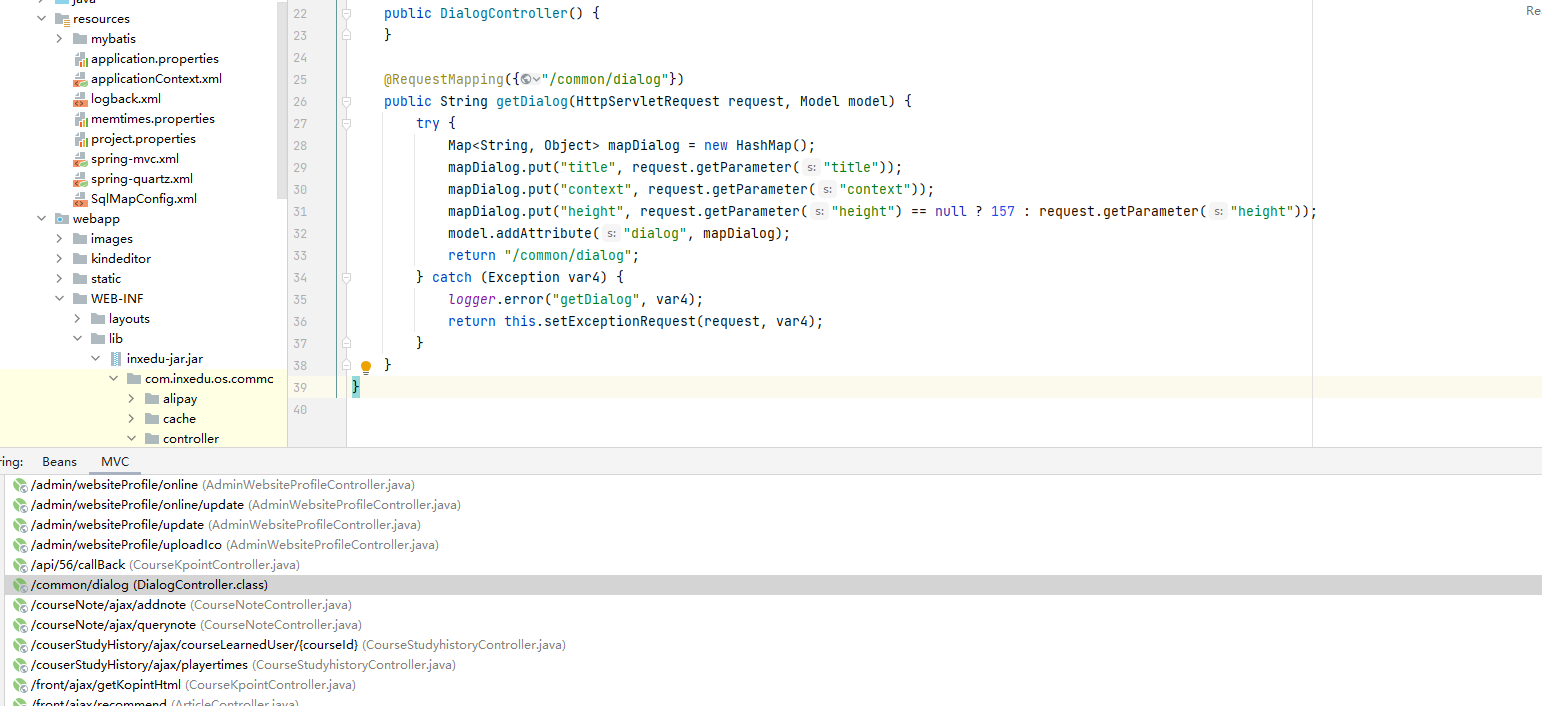 java
resources
mybatis
application.properties
applicationContext.xml
logback.xml
memtimes.properties
project.properties
spring-mvc.xml
spring-quartz.xml
SqlMapConfig.xml
webapp
images
kindeditor
static
WEB-INF
layouts
lib
inxedu-jar.jar
com.inxedu.os.commc
alipay
cache
controller
Re
22 public DialogController() {
23 }
24
25 @RequestMapping({"/common/dialog"})
26 public String getDialog(HttpServletRequest request, Model model) {
27 try {
28 Map<String, Object> mapDialog = new HashMap();
29 mapDialog.put("title", request.getParameter( s: "title"));
30 mapDialog.put("context", request.getParameter( s: "context"));
31 mapDialog.put("height", request.getParameter( s: "height") == null ? 157 : request.getParameter( s: "height"));
32 model.addAttribute( s: "dialog", mapDialog);
33 return "/common/dialog";
34 } catch (Exception var4) {
35 logger.error("getDialog", var4);
36 return this.setExceptionRequest(request, var4);
37 }
38 }
39 }
40
ring: Beans MVC
/admin/websiteProfile/online (AdminWebsiteProfileController.java)
/admin/websiteProfile/online/update (AdminWebsiteProfileController.java)
/admin/websiteProfile/update (AdminWebsiteProfileController.java)
/admin/websiteProfile/uploadIco (AdminWebsiteProfileController.java)
/api/56/callBack (CourseKpointController.java)
/common/dialog (DialogController.class)
/courseNote/ajax/addnote (CourseNoteController.java)
/courseNote/ajax/querynote (CourseNoteController.java)
/couserStudyHistory/ajax/courseLearnedUser/{courseId} (CourseStudyhistoryController.java)
/couserStudyHistory/ajax/playertimes (CourseStudyhistoryController.java)
/front/ajax/getKopintHtml (CourseKpointController.java)
/front/ajax/recommend (ArticleController.java)